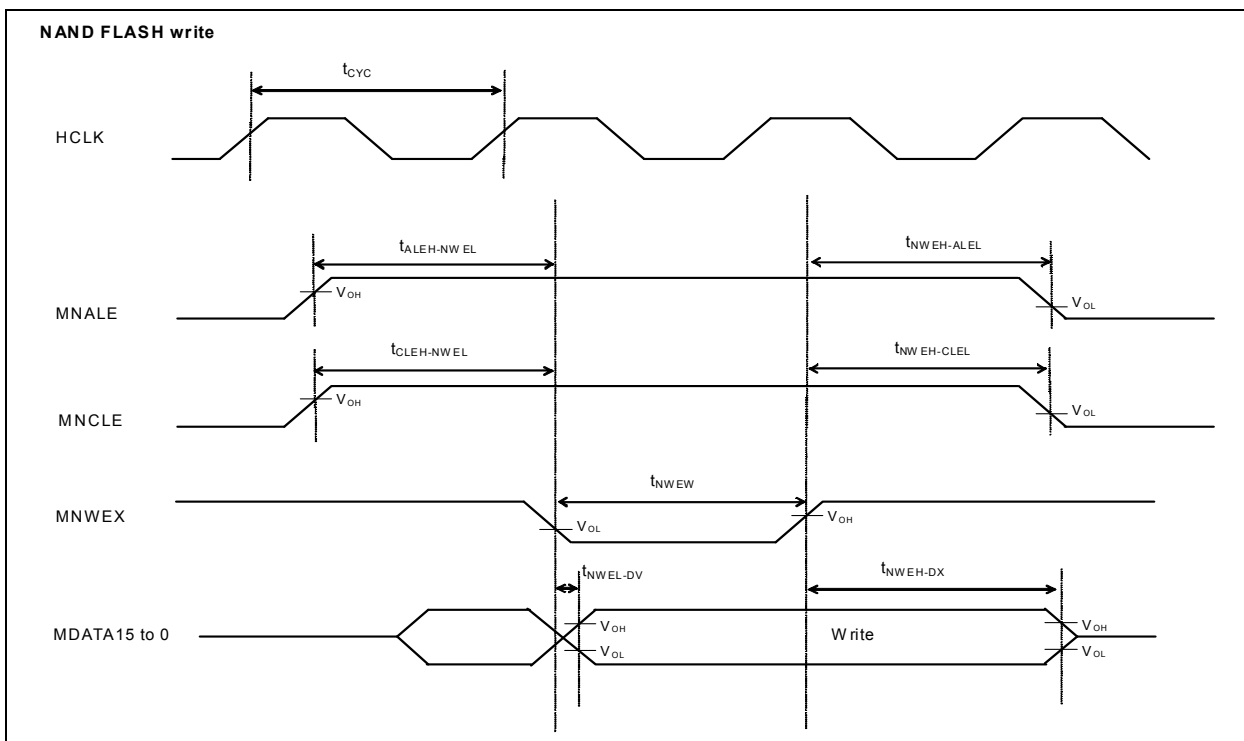 NAND FLASH write
tCYC
HCLK
tALEH-NWEL
tNWEH-ALEL
VOH
MNALE
VOL
tCLEH-NWEL
tNWEH-CLEL
VOH
MNCLE
VOL
tNWEW
MNWEX
VOL
VOH
tNWEL-DV
tNWEH-DX
MDATA15 to 0
VOH
Write
VOH
VOL
VOL